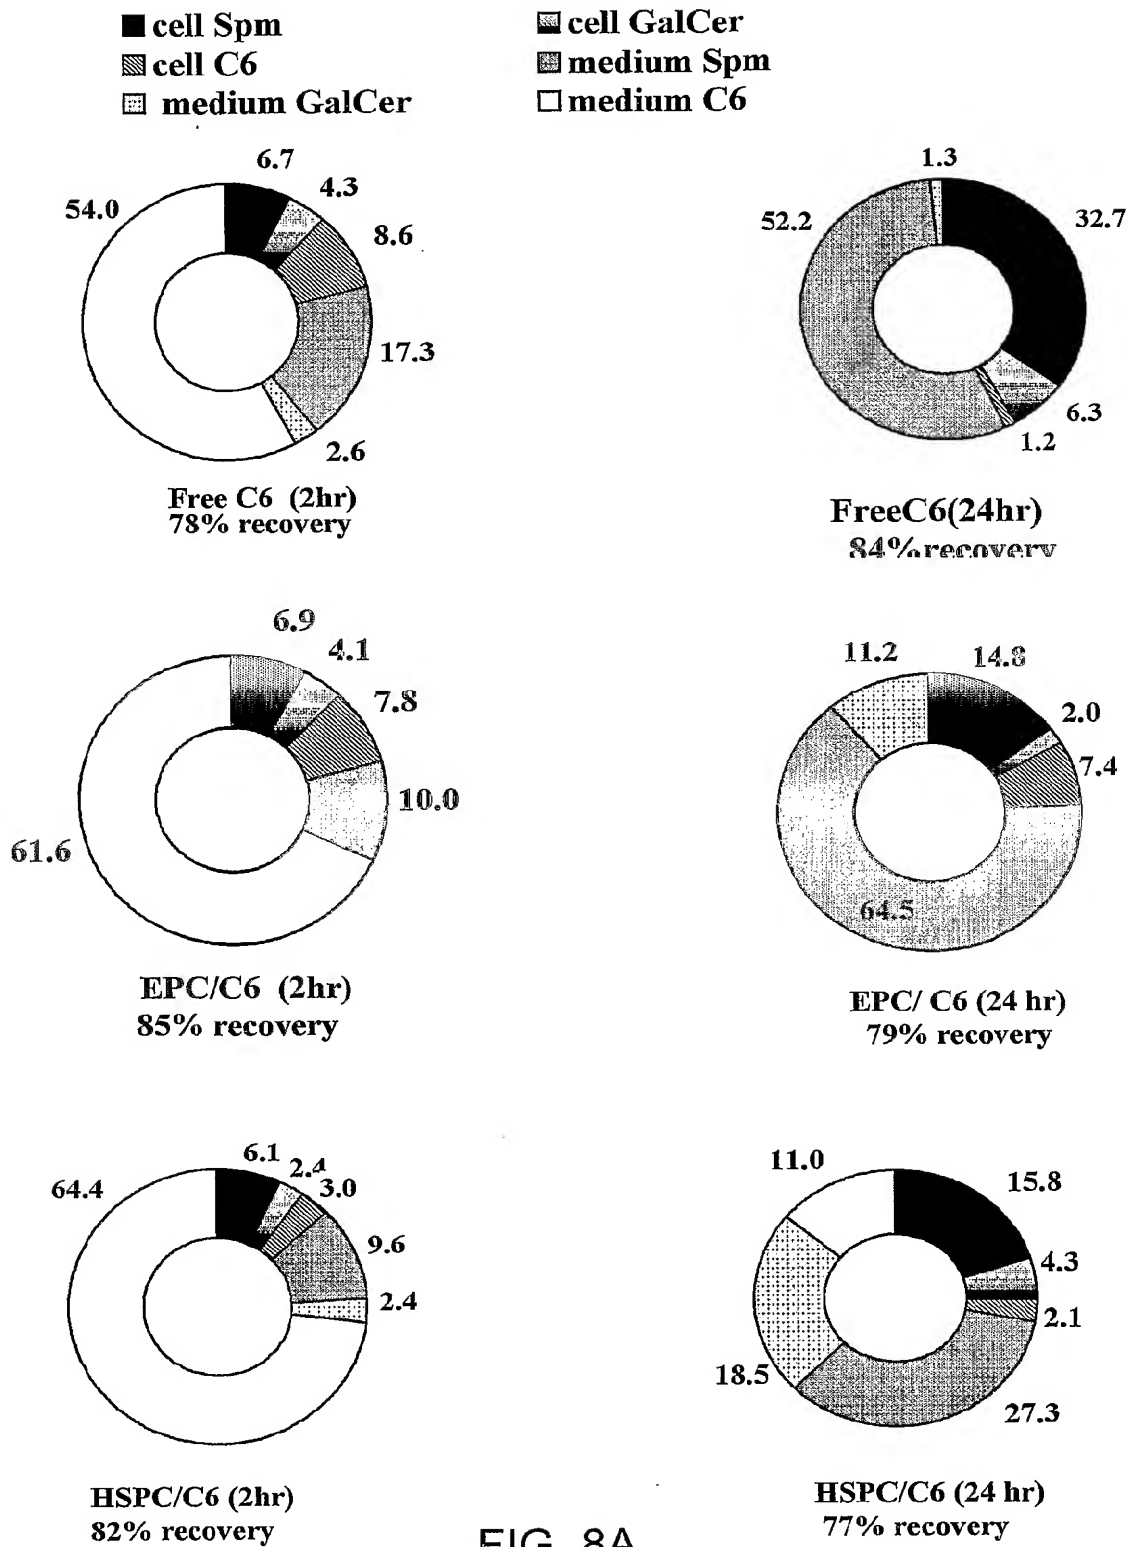 cell Spm
cell GalCer
cell C6
medium Spm
medium GalCer
medium C6
6.7
4.3
54.0
8.6
17.3
2.6
Free C6 (2hr)
78% recovery
1.3
52.2
32.7
6.3
1.2
FreeC6(24hr)
84% recovery
6.9
4.1
7.8
10.0
61.6
EPC/C6 (2hr)
85% recovery
11.2
14.8
2.0
7.4
64.5
EPC/ C6 (24 hr)
79% recovery
6.1
2.4
3.0
64.4
9.6
2.4
HSPC/C6 (2hr)
82% recovery
11.0
15.8
4.3
2.1
18.5
27.3
HSPC/C6 (24 hr)
77% recovery
FIG. 8A